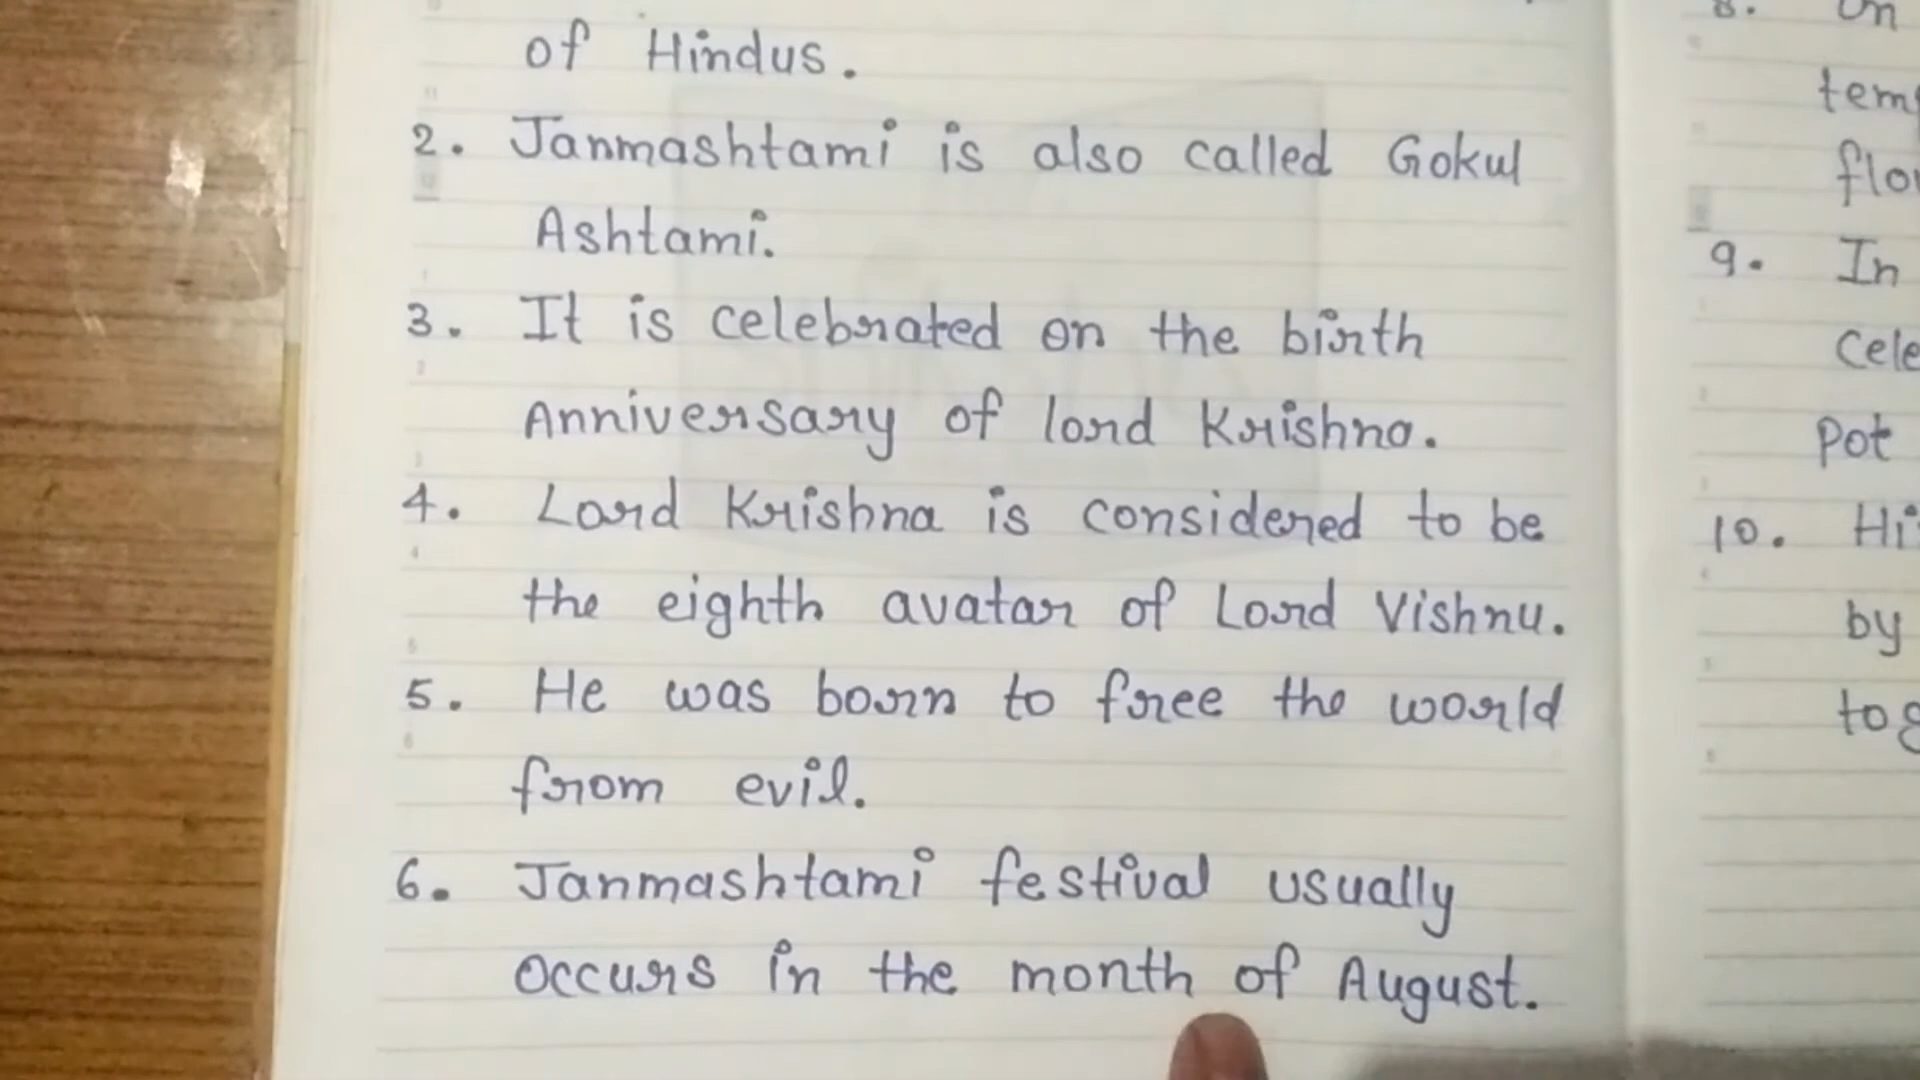 of Hindus.
2. Janmashtami is also called Gokul
Ashtami.
3. It is celebrated on the birth
Anniversary of lord Krishna.
4. Lord Krishna is considered to be
the eighth avatar of Lord Vishnu.
5. He was born to free the world
from evil.
6. Janmashtami festival usually
occurs in the month of August.
8. On
9. In
Pot
10.
by